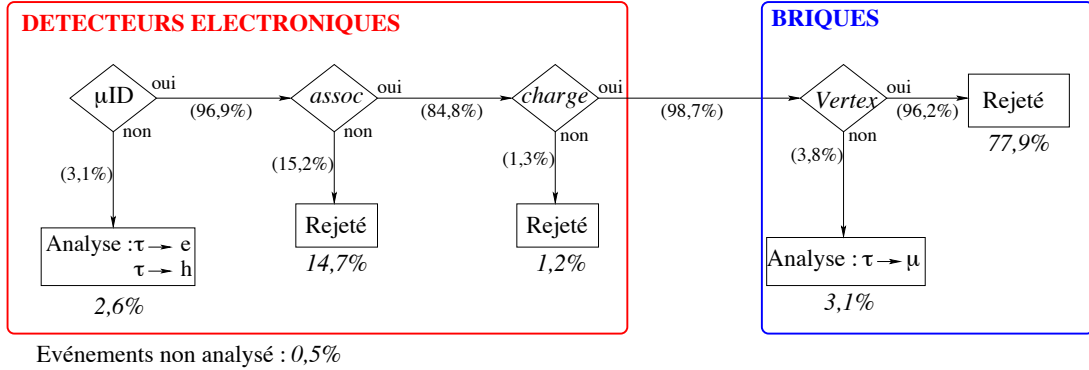 DETECTEURS ELECTRONIQUES
BRIQUES
µID
oui
(96,9%)
non
(3,1%)
Analyse : τ → e
τ → h
2,6%
assoc
oui
(84,8%)
non
(15,2%)
Rejeté
14,7%
charge
oui
(98,7%)
non
(1,3%)
Rejeté
1,2%
Vertex
oui
(96,2%)
Rejeté
77,9%
non
(3,8%)
Analyse : τ → µ
3,1%
Evénements non analysé : 0,5%